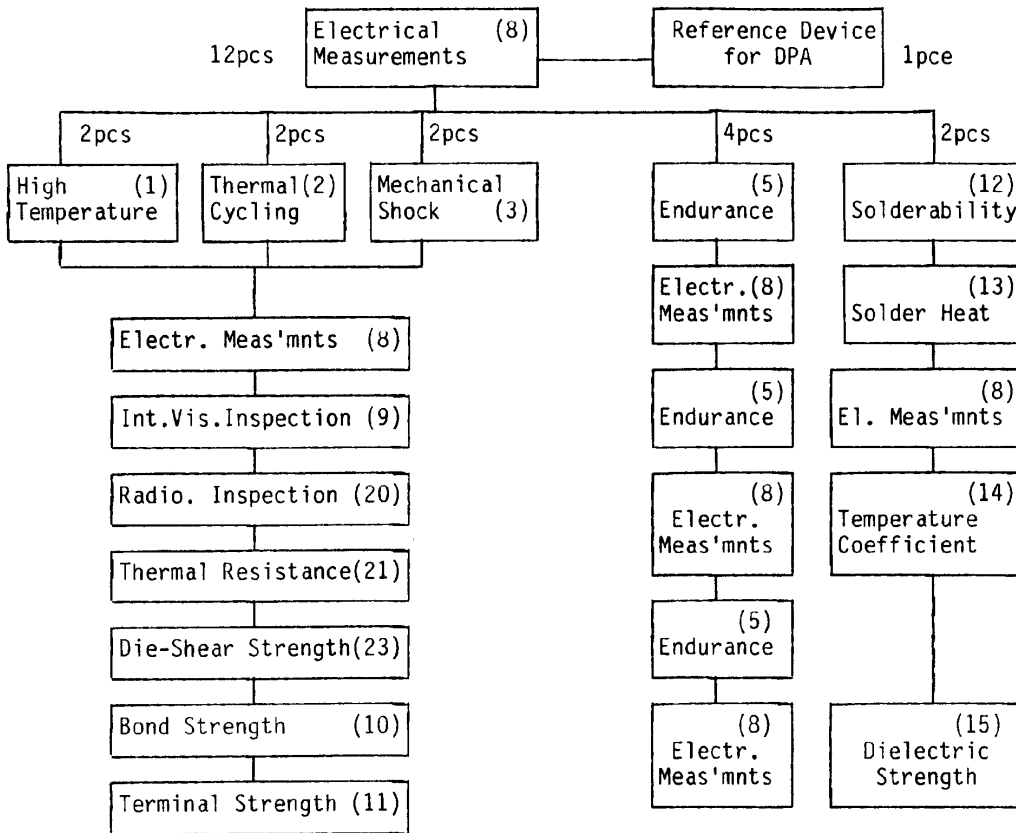 12pcs
Electrical (8)
Measurements
Reference Device
for DPA
1pce
2pcs
2pcs
2pcs
4pcs
2pcs
High (1)
Temperature
Thermal(2)
Cycling
Mechanical
Shock (3)
(5)
Endurance
(12)
Solderability
Electr.(8)
Meas'mnts
(13)
Solder Heat
Electr. Meas'mnts (8)
(5)
Endurance
(8)
El. Meas'mnts
Int.Vis.Inspection (9)
Radio. Inspection (20)
(8)
Electr.
Meas'mnts
(14)
Temperature
Coefficient
Thermal Resistance(21)
Die-Shear Strength(23)
(5)
Endurance
Bond Strength (10)
(8)
Electr.
Meas'mnts
(15)
Dielectric
Strength
Terminal Strength (11)